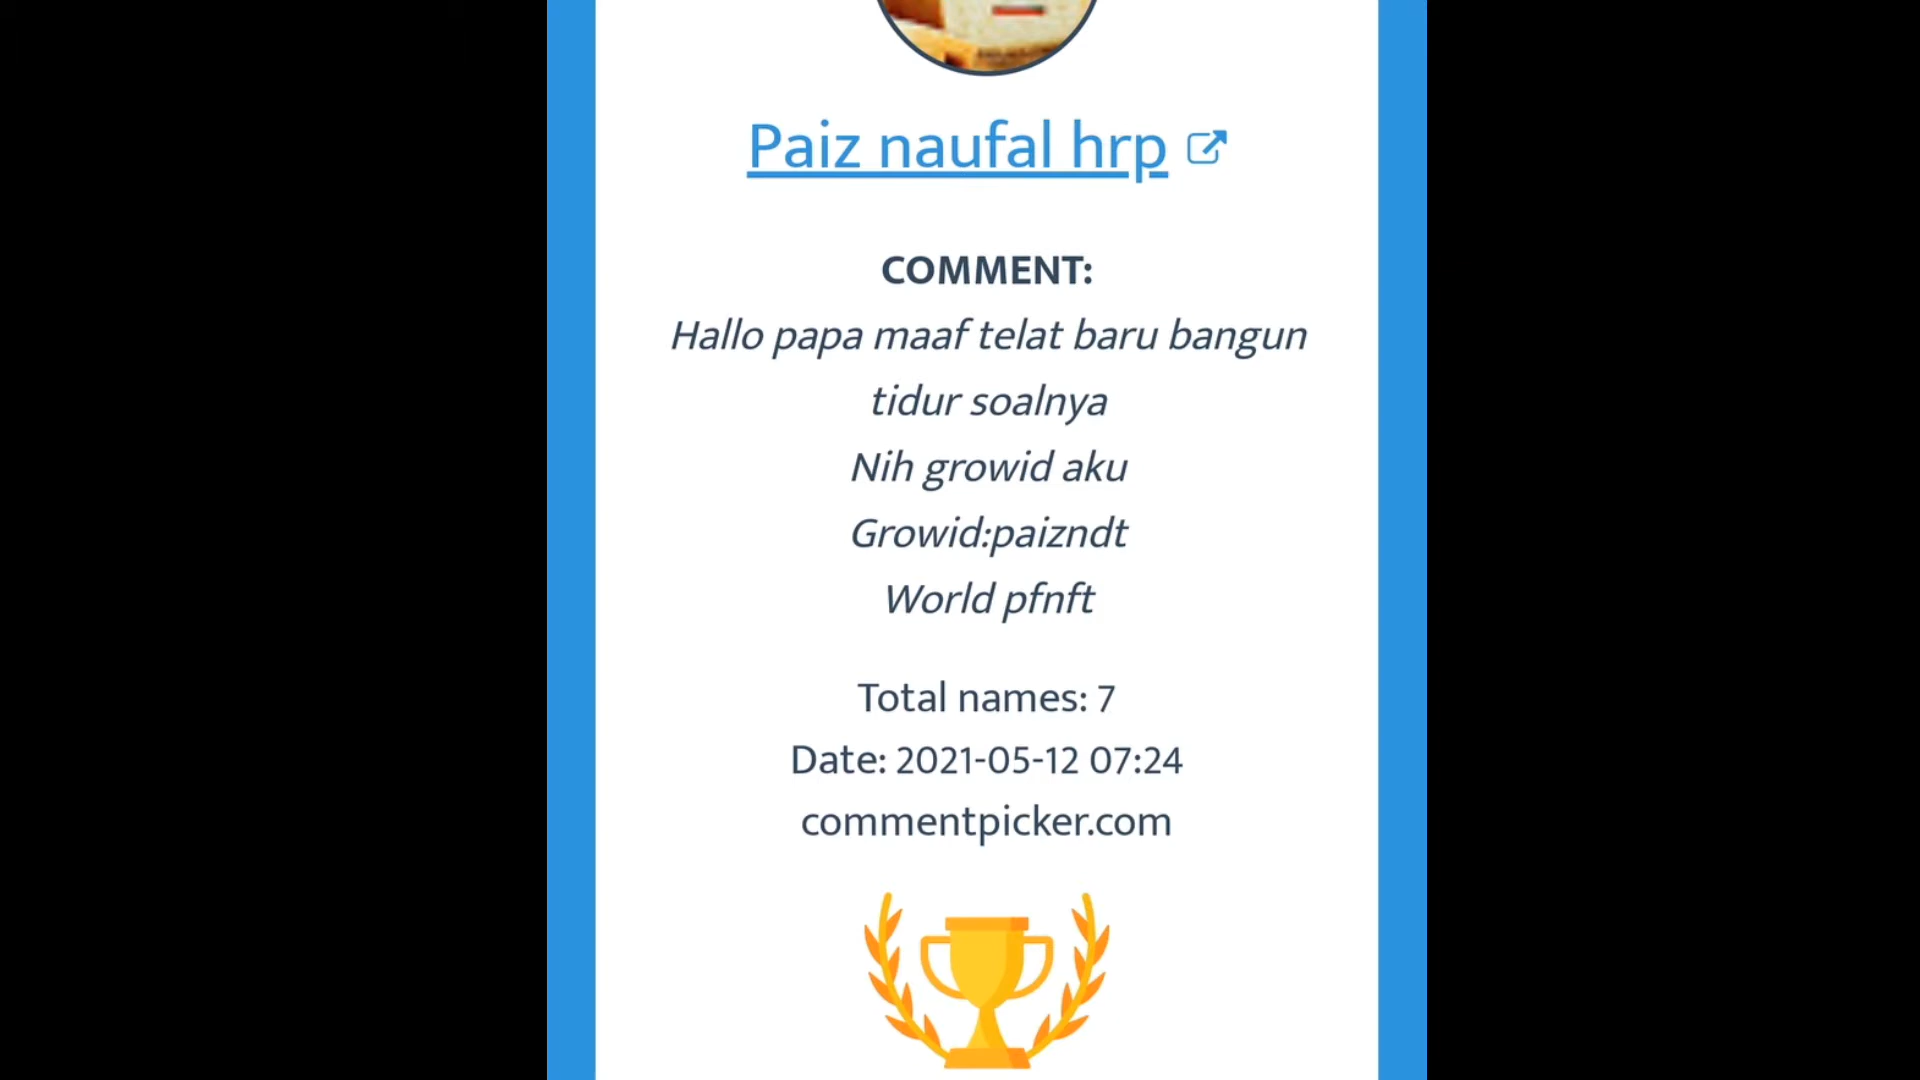 Paiz naufal hrp
COMMENT:
Hallo papa maaf telat baru bangun
tidur soalnya
Nih growid aku
Growid:paizndt
World pfnft
Total names: 7
Date: 2021-05-12 07:24
commentpicker.com